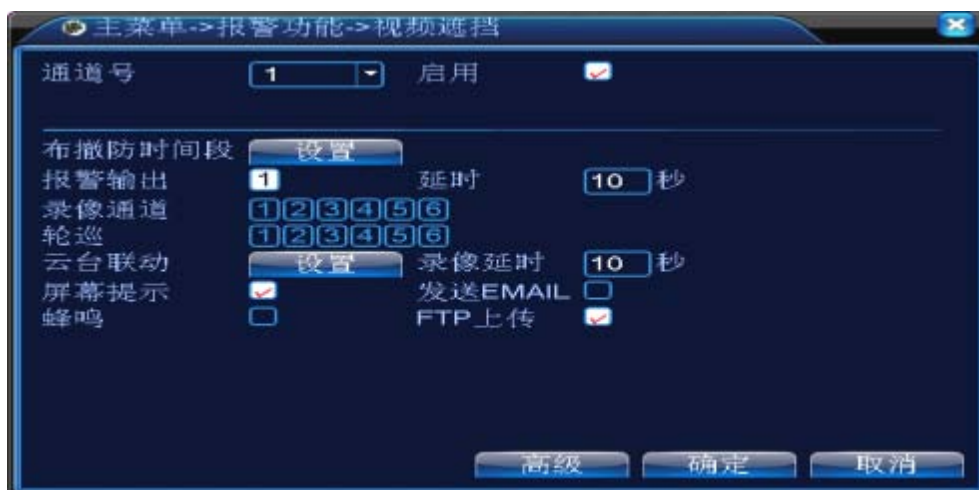 主菜单->报警功能->视频遮挡
通道号 1 启用
布撤防时间段 设置
报警输出 1 延时 10 秒
录像通道 1 2 3 4 5 6
轮巡 1 2 3 4 5 6
云台联动 设置 录像延时 10 秒
屏幕提示 发送EMAIL
蜂鸣 FTP上传
高级 确定 取消